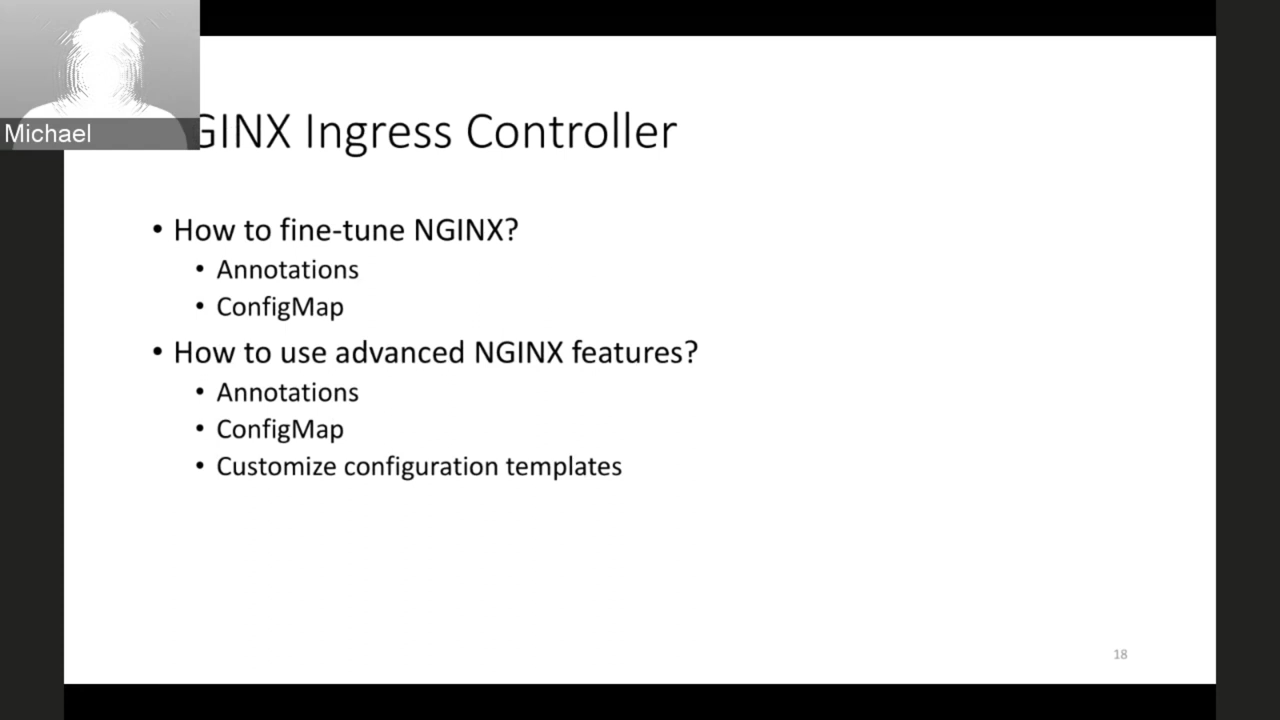 Michael
GINX Ingress Controller
• How to fine-tune NGINX?
• Annotations
• ConfigMap
• How to use advanced NGINX features?
• Annotations
• ConfigMap
• Customize configuration templates
18